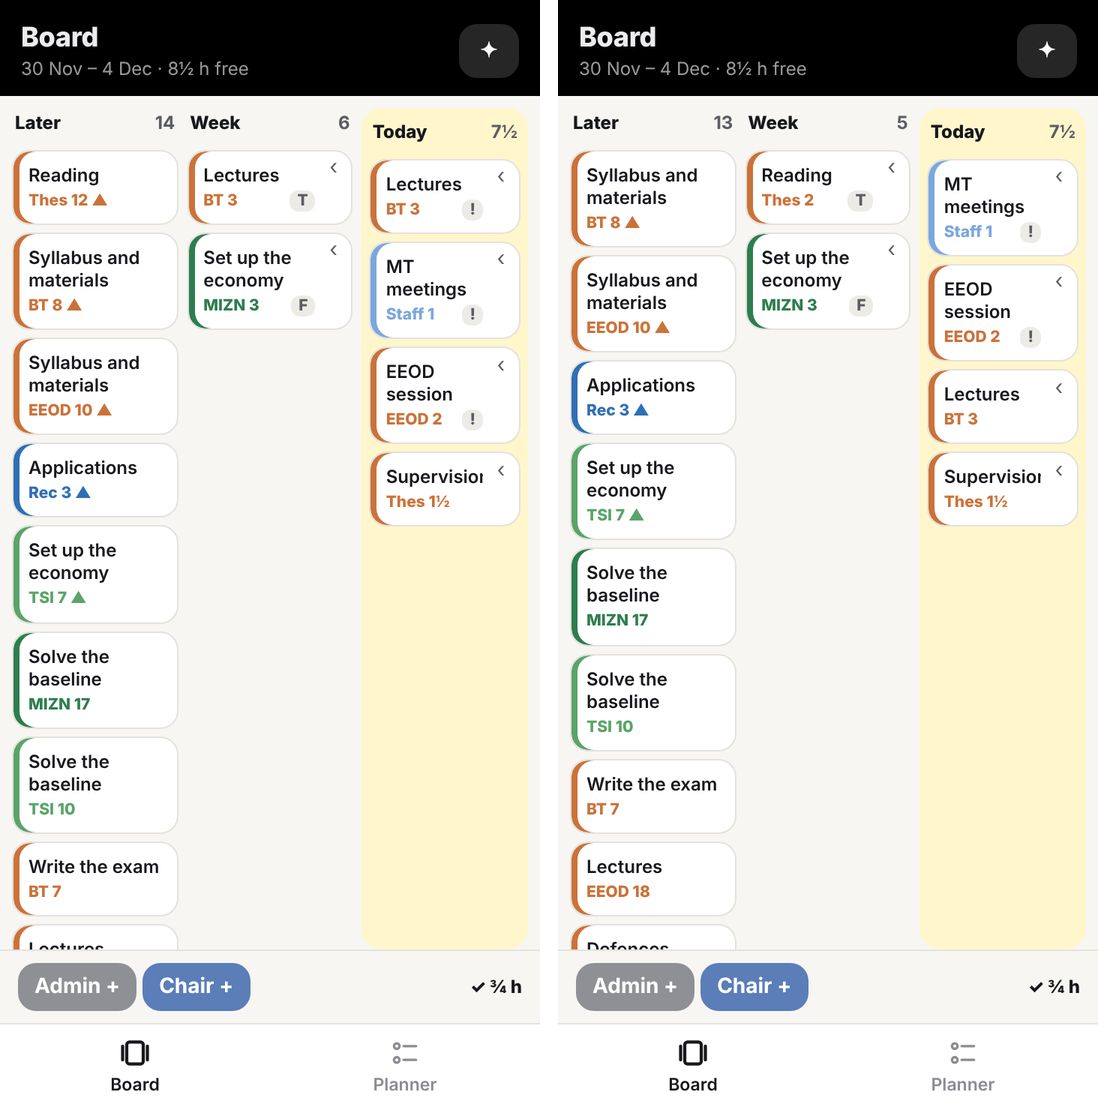 Board
30 Nov – 4 Dec · 8½ h free
✦
Later 14
Reading
Thes 12 ▲
Syllabus and
materials
BT 8 ▲
Syllabus and
materials
EEOD 10 ▲
Applications
Rec 3 ▲
Set up the
economy
TSI 7 ▲
Solve the
baseline
MIZN 17
Solve the
baseline
TSI 10
Write the exam
BT 7
Lectures
Week 6
Lectures
BT 3 T
Set up the
economy
MIZN 3 F
Today 7½
Lectures
BT 3 !
MT
meetings
Staff 1 !
EEOD
session
EEOD 2 !
Supervision
Thes 1½
Admin +
Chair +
✓ ¾ h
Board
Planner
Board
30 Nov – 4 Dec · 8½ h free
✦
Later 13
Syllabus and
materials
BT 8 ▲
Syllabus and
materials
EEOD 10 ▲
Applications
Rec 3 ▲
Set up the
economy
TSI 7 ▲
Solve the
baseline
MIZN 17
Solve the
baseline
TSI 10
Write the exam
BT 7
Lectures
EEOD 18
Defences
Week 5
Reading
Thes 2 T
Set up the
economy
MIZN 3 F
Today 7½
MT
meetings
Staff 1 !
EEOD
session
EEOD 2 !
Lectures
BT 3
Supervision
Thes 1½
Admin +
Chair +
✓ ¾ h
Board
Planner